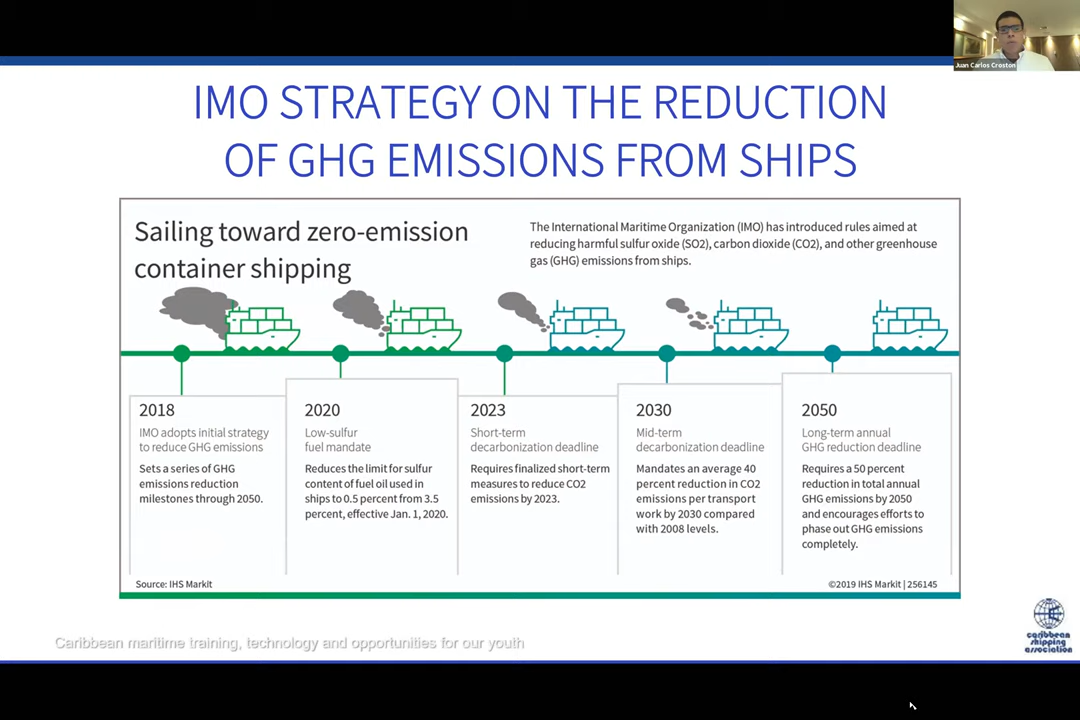 Juan Carlos Croston
IMO STRATEGY ON THE REDUCTION
OF GHG EMISSIONS FROM SHIPS
Sailing toward zero-emission
container shipping
The International Maritime Organization (IMO) has introduced rules aimed at
reducing harmful sulfur oxide (SO2), carbon dioxide (CO2), and other greenhouse
gas (GHG) emissions from ships.
2018
IMO adopts initial strategy
to reduce GHG emissions
Sets a series of GHG
emissions reduction
milestones through 2050.
2020
Low-sulfur
fuel mandate
Reduces the limit for sulfur
content of fuel oil used in
ships to 0.5 percent from 3.5
percent, effective Jan. 1, 2020.
2023
Short-term
decarbonization deadline
Requires finalized short-term
measures to reduce CO2
emissions by 2023.
2030
Mid-term
decarbonization deadline
Mandates an average 40
percent reduction in CO2
emissions per transport
work by 2030 compared
with 2008 levels.
2050
Long-term annual
GHG reduction deadline
Requires a 50 percent
reduction in total annual
GHG emissions by 2050
and encourages efforts to
phase out GHG emissions
completely.
Source: IHS Markit
©2019 IHS Markit | 256145
Caribbean maritime training, technology and opportunities for our youth
caribbean
shipping
association